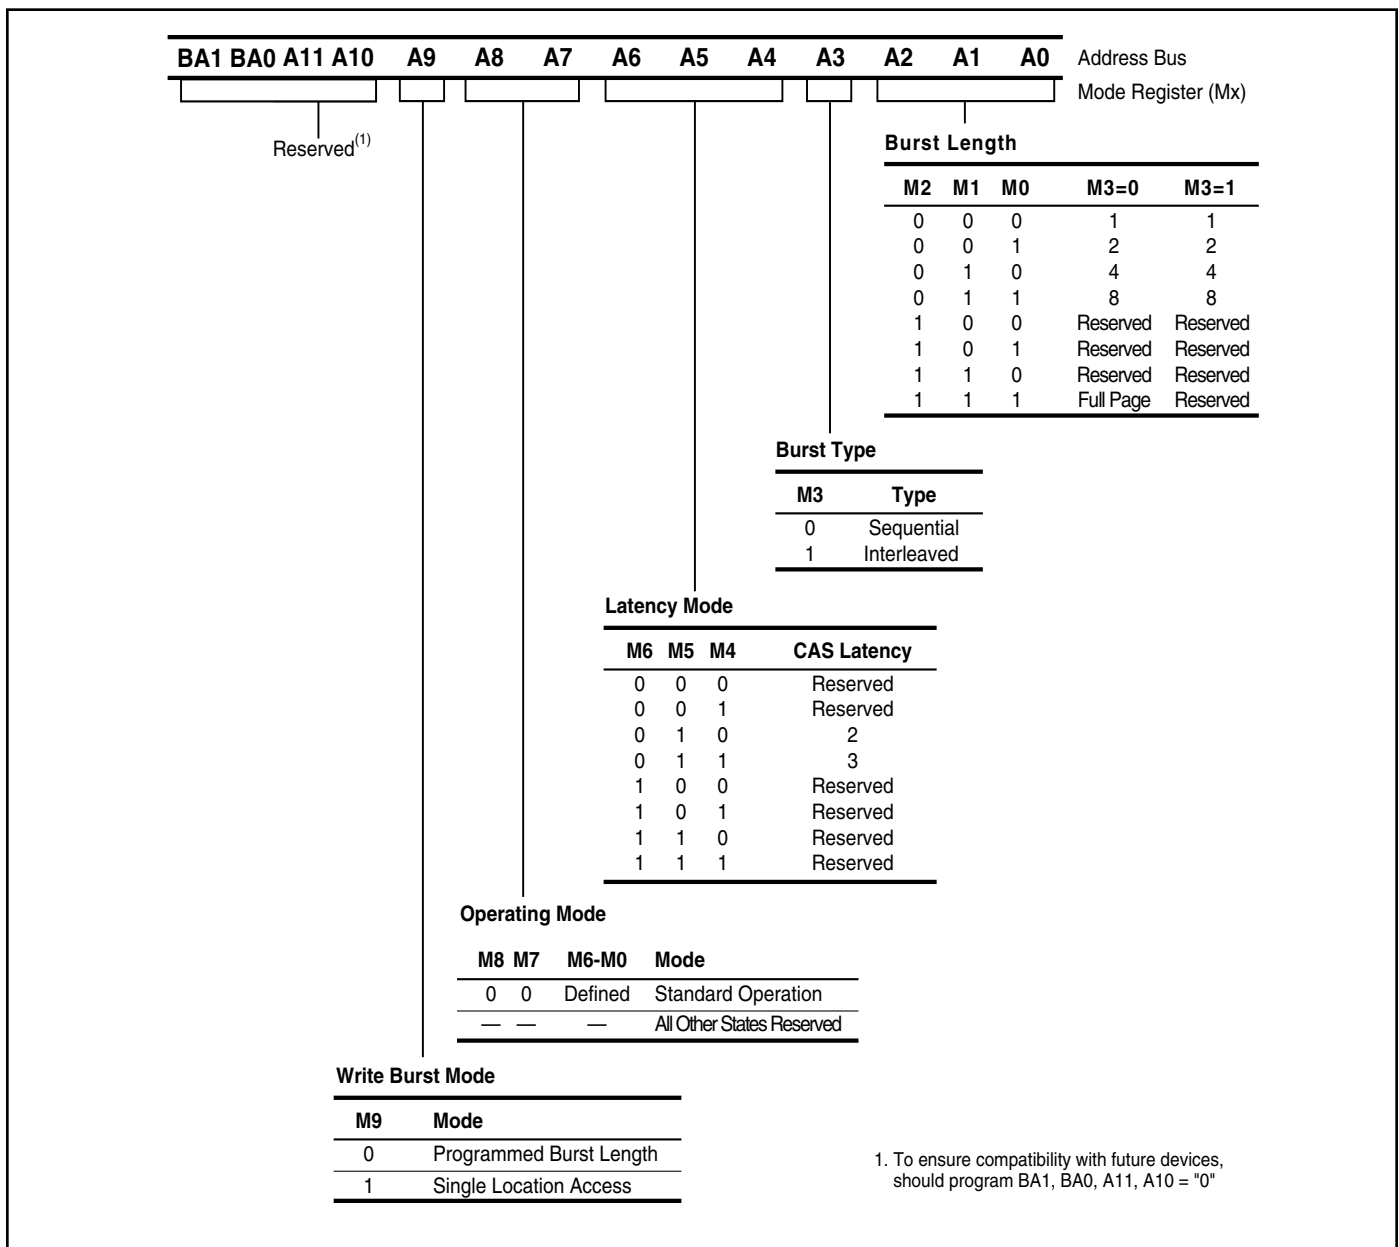 BA1 BA0 A11 A10 A9 A8 A7 A6 A5 A4 A3 A2 A1 A0 Address Bus
Mode Register (Mx)
Reserved(1)
Burst Length
M2 M1 M0 M3=0 M3=1
0 0 0 1 1
0 0 1 2 2
0 1 0 4 4
0 1 1 8 8
1 0 0 Reserved Reserved
1 0 1 Reserved Reserved
1 1 0 Reserved Reserved
1 1 1 Full Page Reserved
Burst Type
M3 Type
0 Sequential
1 Interleaved
Latency Mode
M6 M5 M4 CAS Latency
0 0 0 Reserved
0 0 1 Reserved
0 1 0 2
0 1 1 3
1 0 0 Reserved
1 0 1 Reserved
1 1 0 Reserved
1 1 1 Reserved
Operating Mode
M8 M7 M6-M0 Mode
0 0 Defined Standard Operation
— — — All Other States Reserved
Write Burst Mode
M9 Mode
0 Programmed Burst Length
1 Single Location Access
1. To ensure compatibility with future devices,
should program BA1, BA0, A11, A10 = "0"